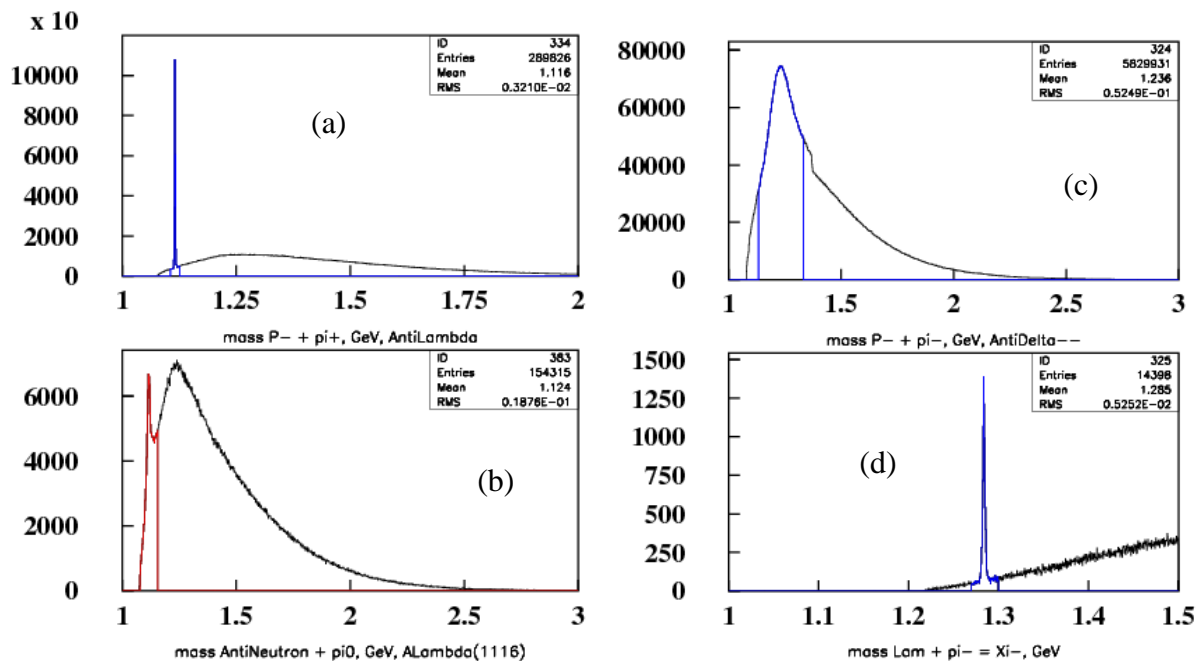 x 10
ID 334
Entries 289826
Mean 1.116
RMS 0.3210E-02
10000
8000
6000
4000
2000
0
(a)
1 1.25 1.5 1.75 2
mass P- + pi+, GeV, AntiLambda
ID 324
Entries 5829931
Mean 1.236
RMS 0.5249E-01
80000
60000
40000
20000
0
(c)
1 1.5 2 2.5 3
mass P- + pi-, GeV, AntiDelta--
ID 363
Entries 154315
Mean 1.124
RMS 0.1876E-01
6000
4000
2000
0
(b)
1 1.5 2 2.5 3
mass AntiNeutron + pi0, GeV, ALambda(1116)
ID 325
Entries 14398
Mean 1.285
RMS 0.5252E-02
1500
1250
1000
750
500
250
0
(d)
1 1.1 1.2 1.3 1.4 1.5
mass Lam + pi- = Xi-, GeV